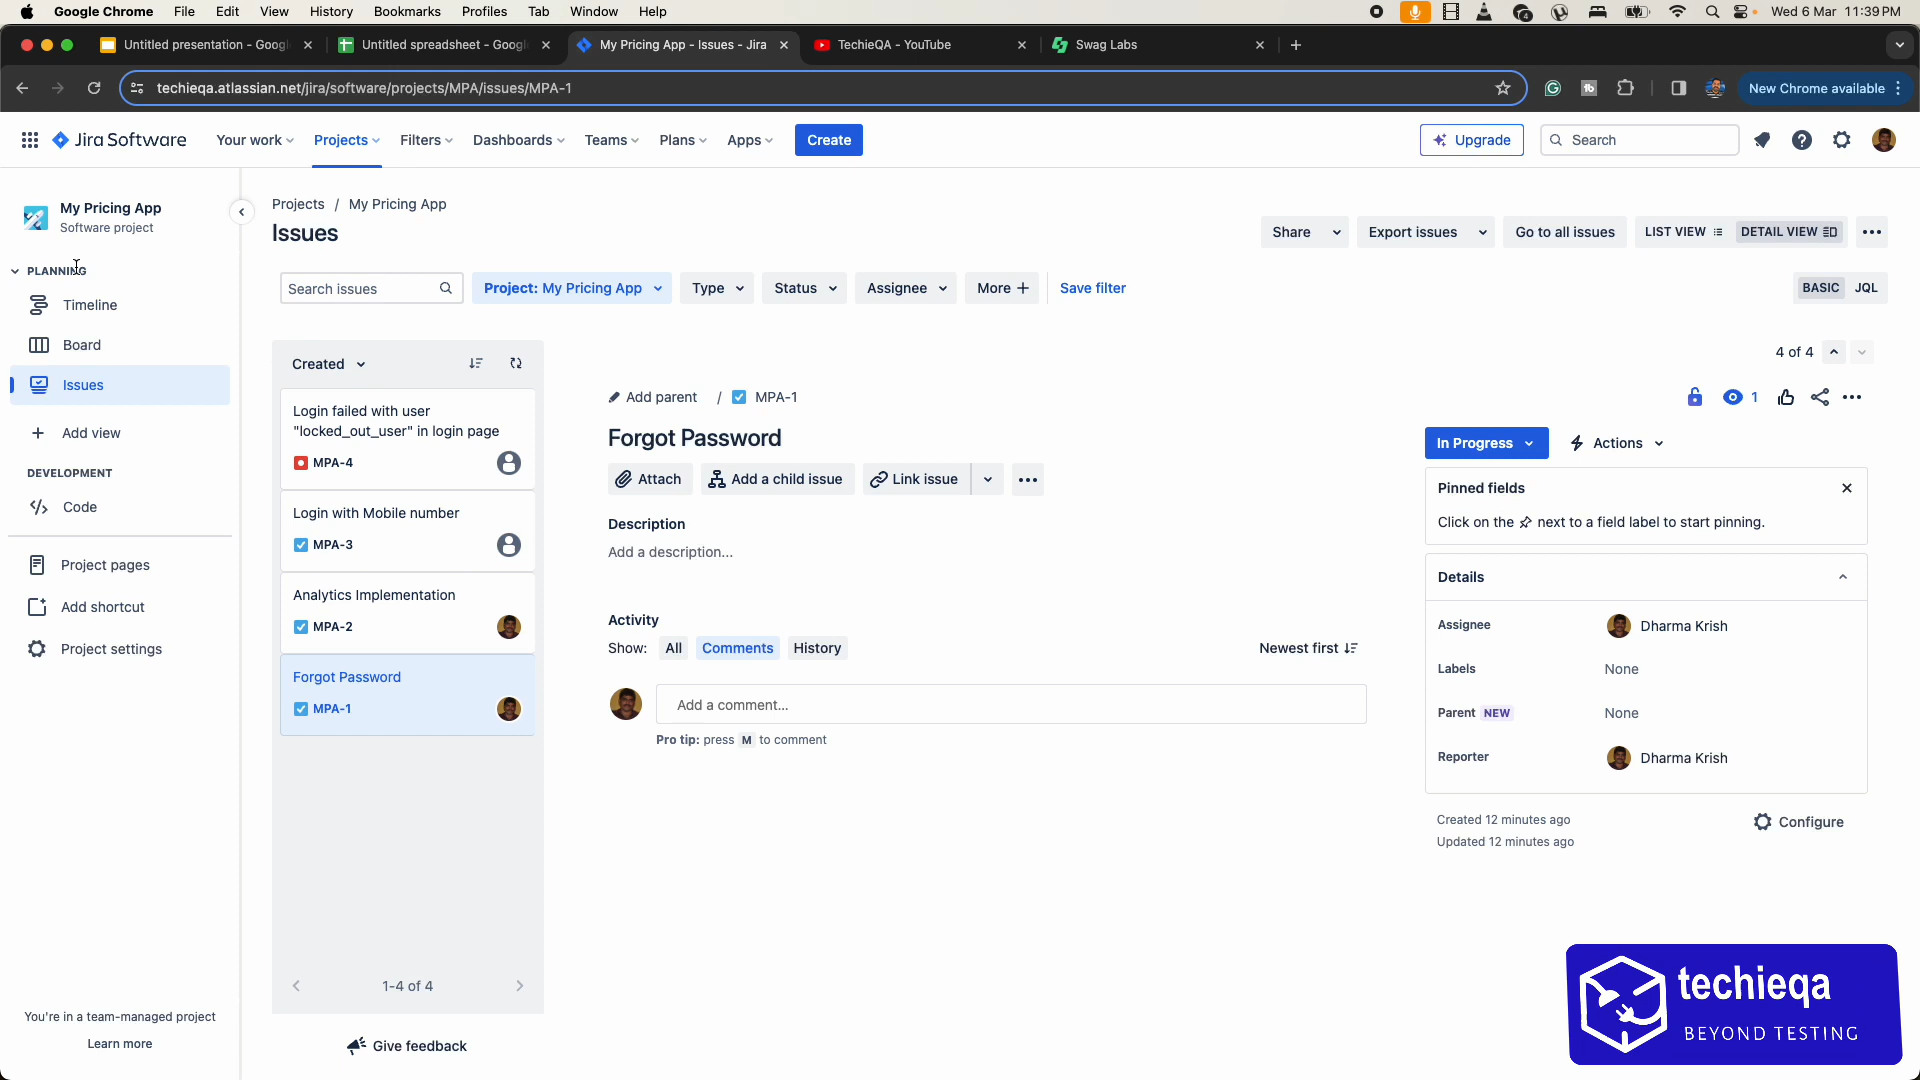 Google Chrome File Edit View History Bookmarks Profiles Tab Window Help Wed 6 Mar 11:39 PM
Untitled presentation - Googl Untitled spreadsheet - Googl My Pricing App - Issues - Jira TechieQA - YouTube Swag Labs
techieqa.atlassian.net/jira/software/projects/MPA/issues/MPA-1 New Chrome available
Jira Software Your work Projects Filters Dashboards Teams Plans Apps Create Upgrade Search
My Pricing App
Software project
PLANNING
Timeline
Board
Issues
Add view
DEVELOPMENT
Code
Project pages
Add shortcut
Project settings
You're in a team-managed project
Learn more
Projects / My Pricing App
Issues
Share Export issues Go to all issues LIST VIEW DETAIL VIEW
Search issues Project: My Pricing App Type Status Assignee More Save filter BASIC JQL
Created
Login failed with user
"locked_out_user" in login page
MPA-4
Login with Mobile number
MPA-3
Analytics Implementation
MPA-2
Forgot Password
MPA-1
1-4 of 4
Give feedback
4 of 4
Add parent / MPA-1
1
Forgot Password
Attach Add a child issue Link issue
Description
Add a description...
Activity
Show: All Comments History Newest first
Add a comment...
Pro tip: press M to comment
In Progress Actions
Pinned fields
Click on the next to a field label to start pinning.
Details
Assignee Dharma Krish
Labels None
Parent NEW None
Reporter Dharma Krish
Created 12 minutes ago
Updated 12 minutes ago
Configure
techieqa
BEYOND TESTING